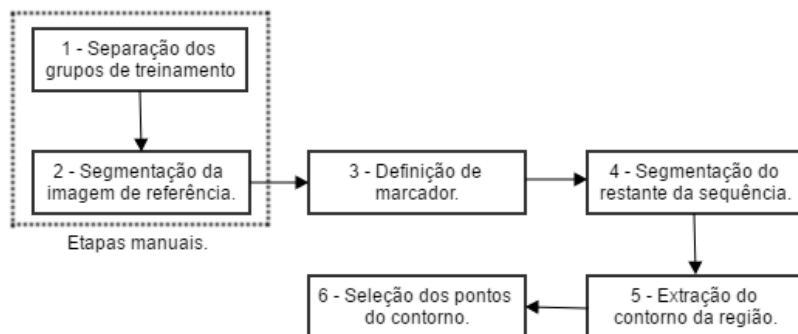 1 - Separação dos
grupos de treinamento
2 - Segmentação da
imagem de referência.
Etapas manuais.
3 - Definição de
marcador.
4 - Segmentação do
restante da sequência.
5 - Extração do
contorno da região.
6 - Seleção dos pontos
do contorno.